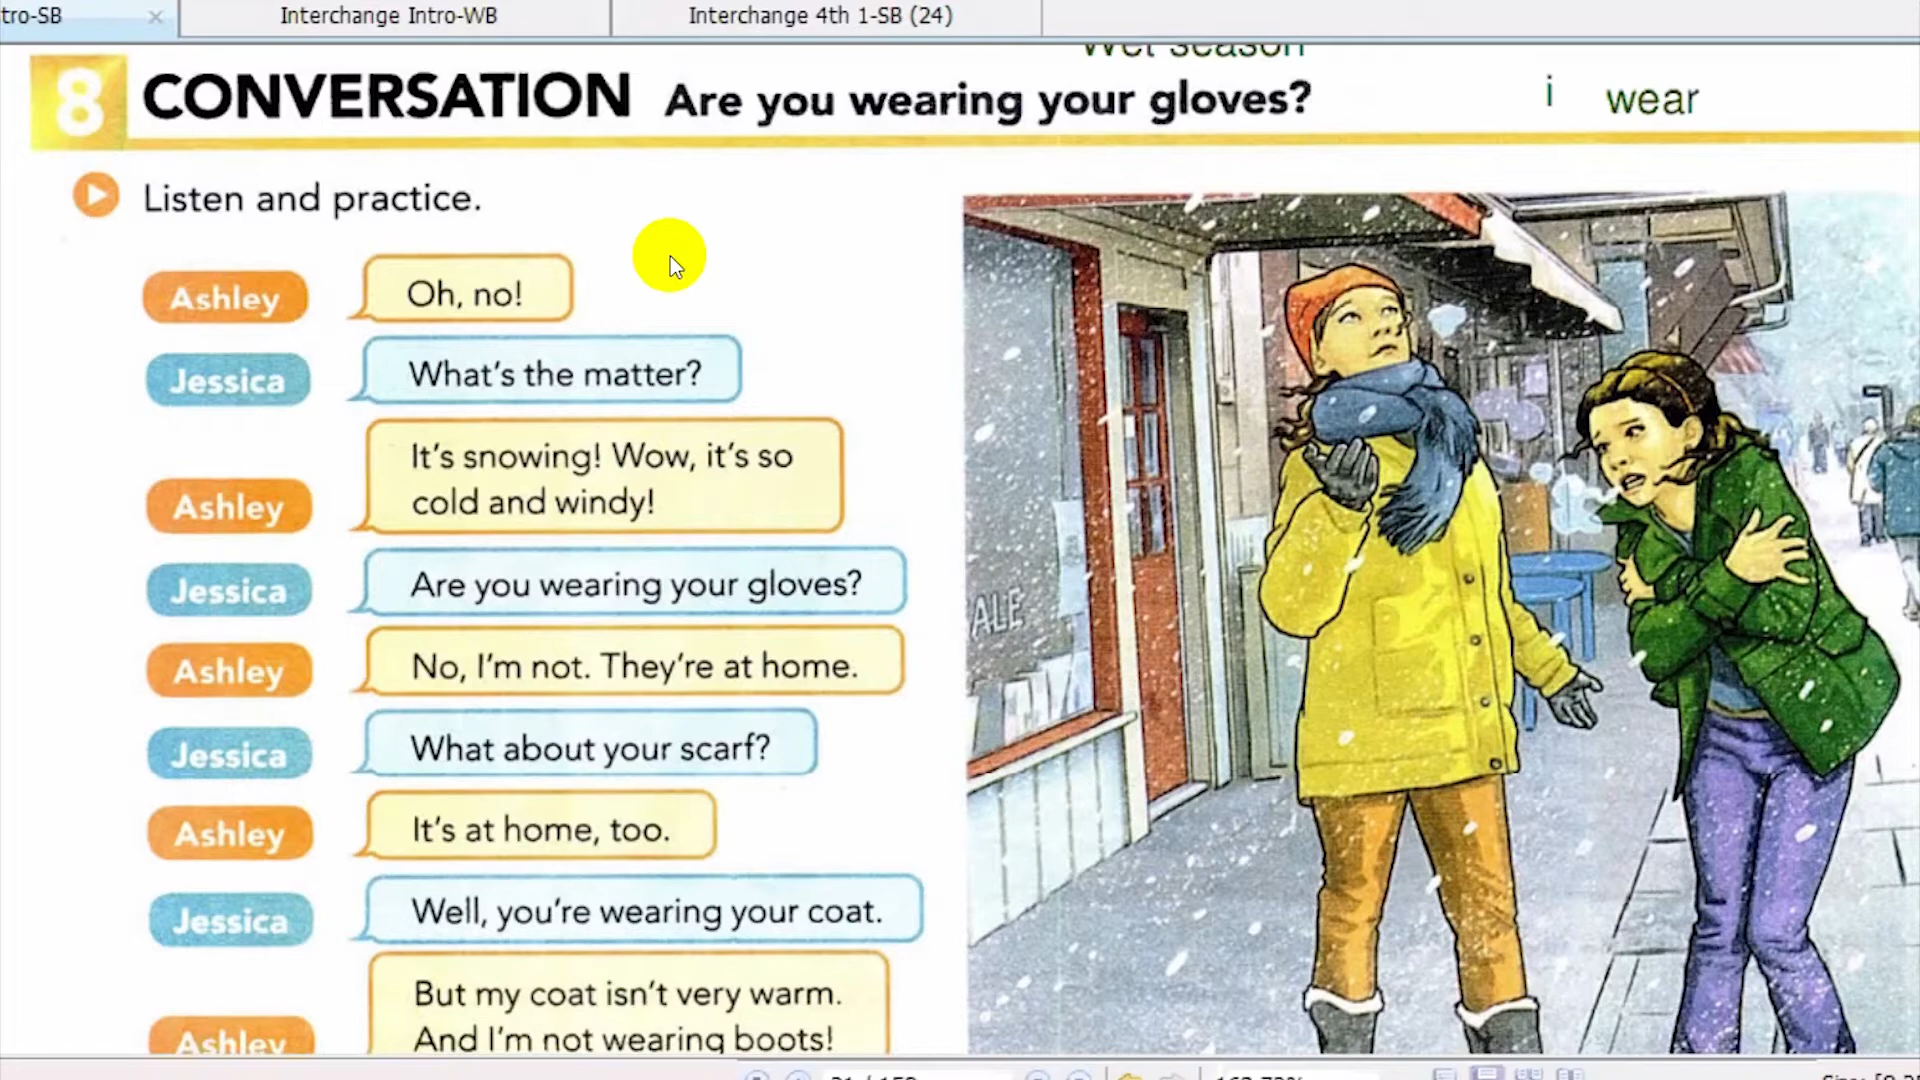 tro-SB
Interchange Intro-WB
Interchange 4th 1-SB (24)
Wet season
8 CONVERSATION Are you wearing your gloves?
i wear
Listen and practice.
Ashley Oh, no!
Jessica What's the matter?
Ashley It's snowing! Wow, it's so
cold and windy!
Jessica Are you wearing your gloves?
Ashley No, I'm not. They're at home.
Jessica What about your scarf?
Ashley It's at home, too.
Jessica Well, you're wearing your coat.
Ashley But my coat isn't very warm.
And I'm not wearing boots!
ALE